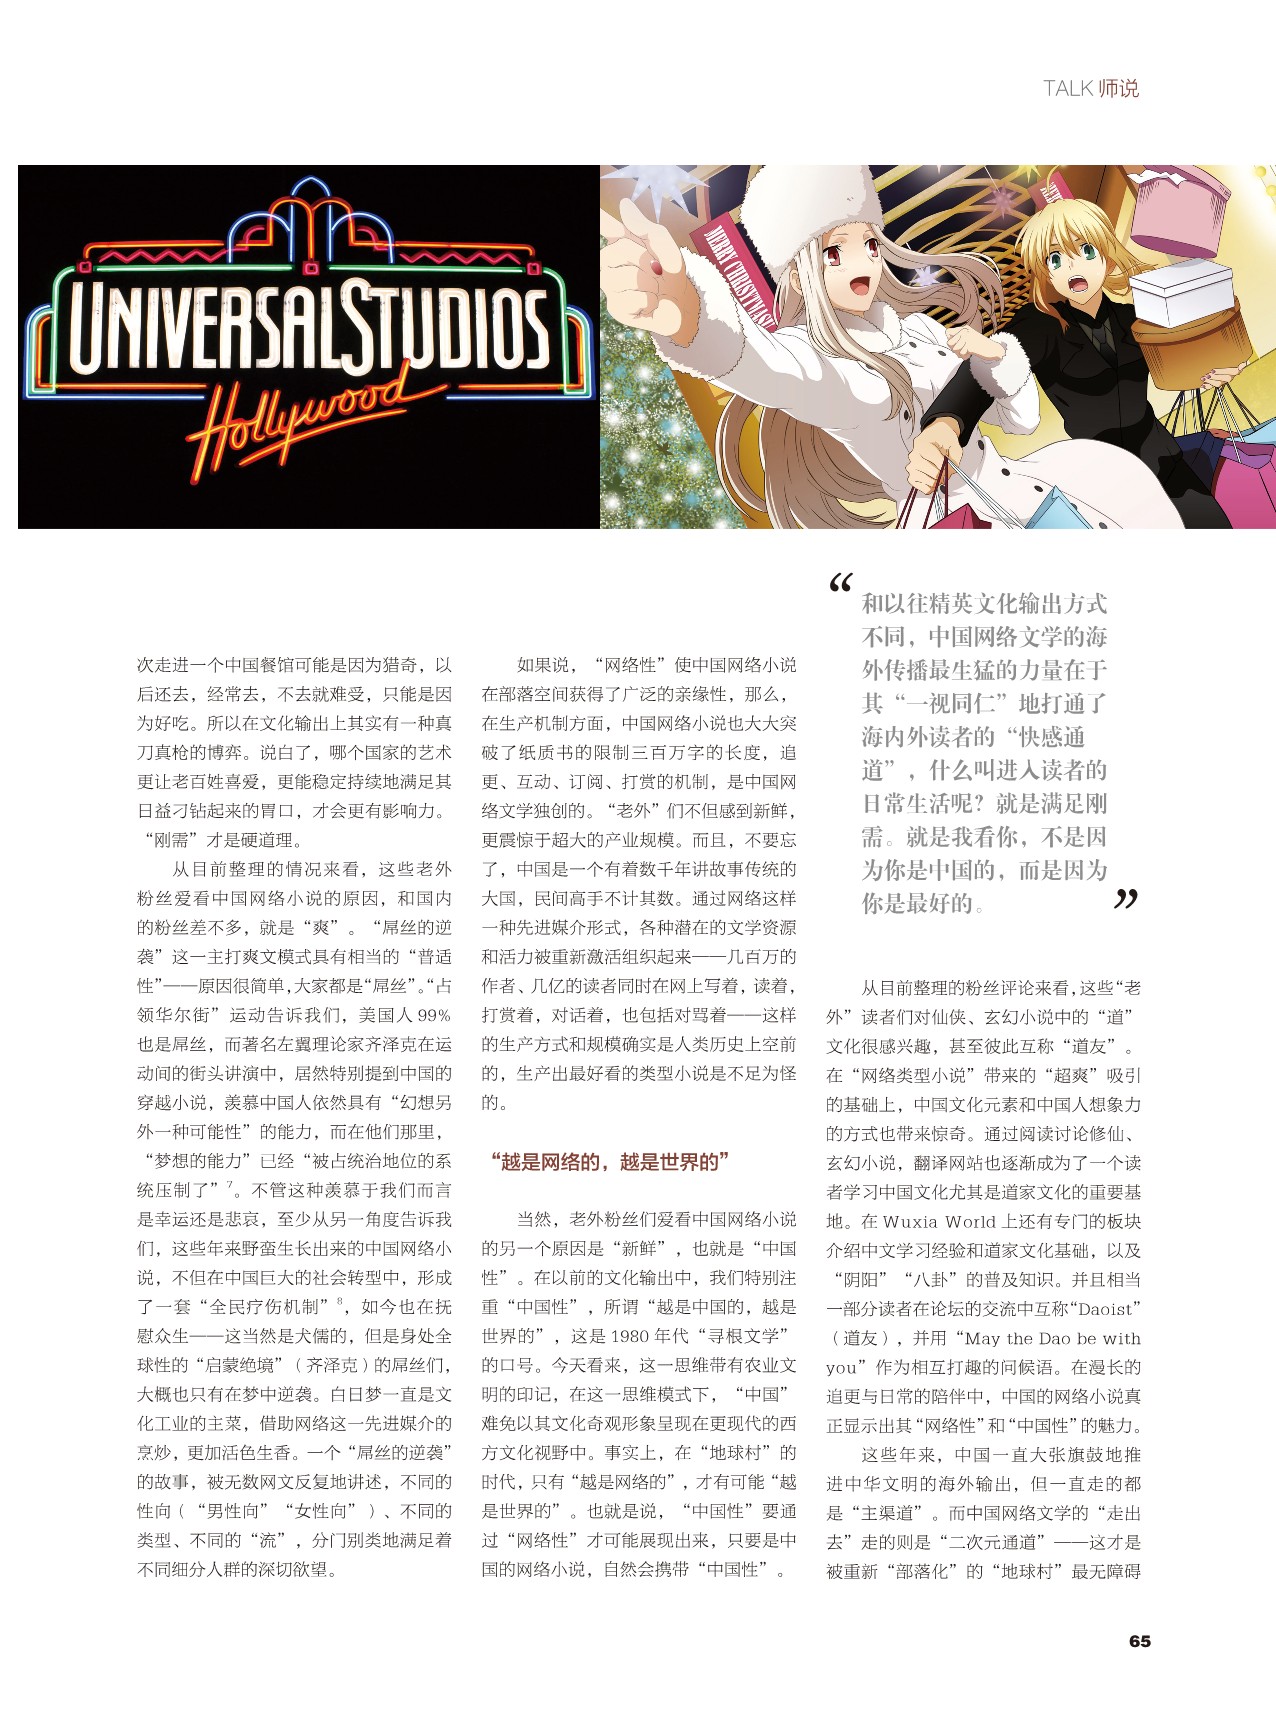 TALK 师说
UNIVERSAL STUDIOS
Hollywood
MERRY CHRISTMAS!
次走进一个中国餐馆可能是因为猎奇，以
后还去，经常去，不去就难受，只能是因
为好吃。所以在文化输出上其实有一种真
刀真枪的博弈。说白了，哪个国家的艺术
更让老百姓喜爱，更能稳定持续地满足其
日益刁钻起来的胃口，才会更有影响力。
“刚需”才是硬道理。
从目前整理的情况来看，这些老外
粉丝爱看中国网络小说的原因，和国内
的粉丝差不多，就是“爽”。“屌丝的逆
袭”这一主打爽文模式具有相当的“普适
性”——原因很简单，大家都是“屌丝”。“占
领华尔街”运动告诉我们，美国人 99%
也是屌丝，而著名左翼理论家齐泽克在运
动间的街头讲演中，居然特别提到中国的
穿越小说，羡慕中国人依然具有“幻想另
外一种可能性”的能力，而在他们那里，
“梦想的能力”已经“被占统治地位的系
统压制了”7。不管这种羡慕于我们而言
是幸运还是悲哀，至少从另一角度告诉我
们，这些年来野蛮生长出来的中国网络小
说，不但在中国巨大的社会转型中，形成
了一套“全民疗伤机制”8，如今也在抚
慰众生——这当然是犬儒的，但是身处全
球性的“启蒙绝境”（齐泽克）的屌丝们，
大概也只有在梦中逆袭。白日梦一直是文
化工业的主菜，借助网络这一先进媒介的
烹炒，更加活色生香。一个“屌丝的逆袭”
的故事，被无数网文反复地讲述，不同的
性向（“男性向”“女性向”）、不同的
类型、不同的“流”，分门别类地满足着
不同细分人群的深切欲望。
如果说，“网络性”使中国网络小说
在部落空间获得了广泛的亲缘性，那么，
在生产机制方面，中国网络小说也大大突
破了纸质书的限制三百万字的长度，追
更、互动、订阅、打赏的机制，是中国网
络文学独创的。“老外”们不但感到新鲜，
更震惊于超大的产业规模。而且，不要忘
了，中国是一个有着数千年讲故事传统的
大国，民间高手不计其数。通过网络这样
一种先进媒介形式，各种潜在的文学资源
和活力被重新激活组织起来——几百万的
作者、几亿的读者同时在网上写着，读着，
打赏着，对话着，也包括对骂着——这样
的生产方式和规模确实是人类历史上空前
的，生产出最好看的类型小说是不足为怪
的。
“越是网络的，越是世界的”
当然，老外粉丝们爱看中国网络小说
的另一个原因是“新鲜”，也就是“中国
性”。在以前的文化输出中，我们特别注
重“中国性”，所谓“越是中国的，越是
世界的”，这是 1980 年代“寻根文学”
的口号。今天看来，这一思维带有农业文
明的印记，在这一思维模式下，“中国”
难免以其文化奇观形象呈现在更现代的西
方文化视野中。事实上，在“地球村”的
时代，只有“越是网络的”，才有可能“越
是世界的”。也就是说，“中国性”要通
过“网络性”才可能展现出来，只要是中
国的网络小说，自然会携带“中国性”。
“和以往精英文化输出方式
不同，中国网络文学的海
外传播最生猛的力量在于
其“一视同仁”地打通了
海内外读者的“快感通
道”，什么叫进入读者的
日常生活呢？就是满足刚
需。就是我看你，不是因
为你是中国的，而是因为
你是最好的。”
从目前整理的粉丝评论来看，这些“老
外”读者们对仙侠、玄幻小说中的“道”
文化很感兴趣，甚至彼此互称“道友”。
在“网络类型小说”带来的“超爽”吸引
的基础上，中国文化元素和中国人想象力
的方式也带来惊奇。通过阅读讨论修仙、
玄幻小说，翻译网站也逐渐成为了一个读
者学习中国文化尤其是道家文化的重要基
地。在 Wuxia World 上还有专门的板块
介绍中文学习经验和道家文化基础，以及
“阴阳”“八卦”的普及知识。并且相当
一部分读者在论坛的交流中互称“Daoist”
（道友），并用“May the Dao be with
you”作为相互打趣的问候语。在漫长的
追更与日常的陪伴中，中国的网络小说真
正显示出其“网络性”和“中国性”的魅力。
这些年来，中国一直大张旗鼓地推
进中华文明的海外输出，但一直走的都
是“主渠道”。而中国网络文学的“走出
去”走的则是“二次元通道”——这才是
被重新“部落化”的“地球村”最无障碍
65